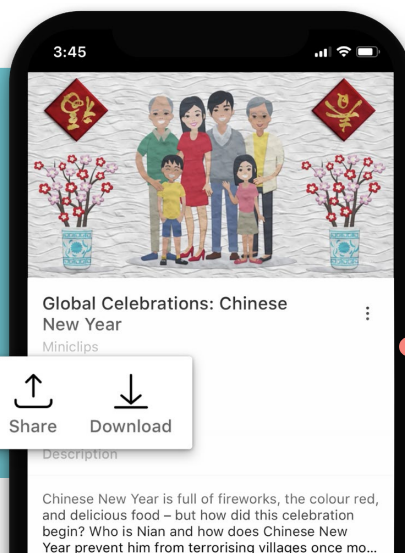 3:45
福
春
Global Celebrations: Chinese
New Year
Miniclips
Share Download
Description
Chinese New Year is full of fireworks, the colour red,
and delicious food – but how did this celebration
begin? Who is Nian and how does Chinese New
Year prevent him from terrorising villages once mo...